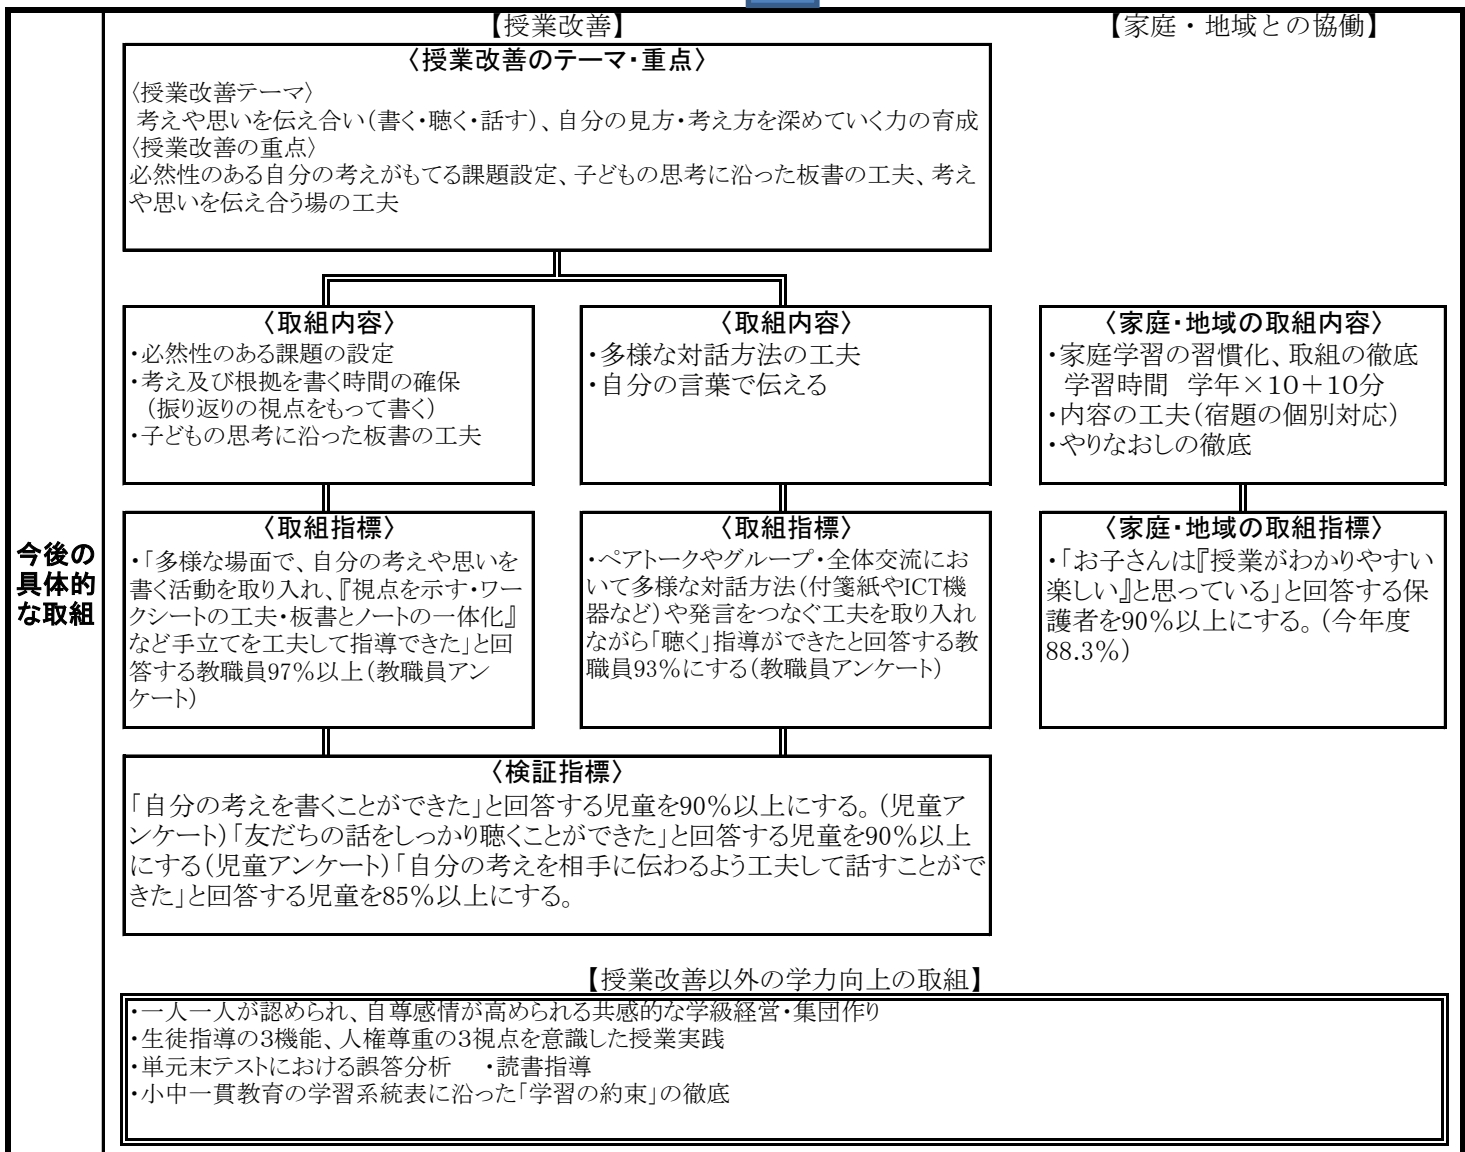 【授業改善】
【家庭・地域との協働】
〈授業改善のテーマ・重点〉
〈授業改善テーマ〉
考えや思いを伝え合い（書く・聴く・話す）、自分の見方・考え方を深めていく力の育成
〈授業改善の重点〉
必然性のある自分の考えがもてる課題設定、子どもの思考に沿った板書の工夫、考え
や思いを伝え合う場の工夫
〈取組内容〉
・必然性のある課題の設定
・考え及び根拠を書く時間の確保
（振り返りの視点をもって書く）
・子どもの思考に沿った板書の工夫
〈取組内容〉
・多様な対話方法の工夫
・自分の言葉で伝える
〈家庭・地域の取組内容〉
・家庭学習の習慣化、取組の徹底
学習時間　学年×１０＋１０分
・内容の工夫（宿題の個別対応）
・やりなおしの徹底
今後の
具体的
な取組
〈取組指標〉
・「多様な場面で、自分の考えや思いを
書く活動を取り入れ、『視点を示す・ワー
クシートの工夫・板書とノートの一体化』
など手立てを工夫して指導できた」と回
答する教職員97％以上（教職員アン
ケート）
〈取組指標〉
・ペアトークやグループ・全体交流にお
いて多様な対話方法（付箋紙やICT機
器など）や発言をつなぐ工夫を取り入れ
ながら「聴く」指導ができたと回答する教
職員93％にする（教職員アンケート）
〈家庭・地域の取組指標〉
・「お子さんは『授業がわかりやすい
楽しい』と思っている」と回答する保
護者を90％以上にする。（今年度
88.3％）
〈検証指標〉
「自分の考えを書くことができた」と回答する児童を90％以上にする。（児童ア
ンケート）「友だちの話をしっかり聴くことができた」と回答する児童を90％以上
にする（児童アンケート）「自分の考えを相手に伝わるよう工夫して話すことがで
きた」と回答する児童を85％以上にする。
【授業改善以外の学力向上の取組】
・一人一人が認められ、自尊感情が高められる共感的な学級経営・集団作り
・生徒指導の３機能、人権尊重の３視点を意識した授業実践
・単元末テストにおける誤答分析　・読書指導
・小中一貫教育の学習系統表に沿った「学習の約束」の徹底